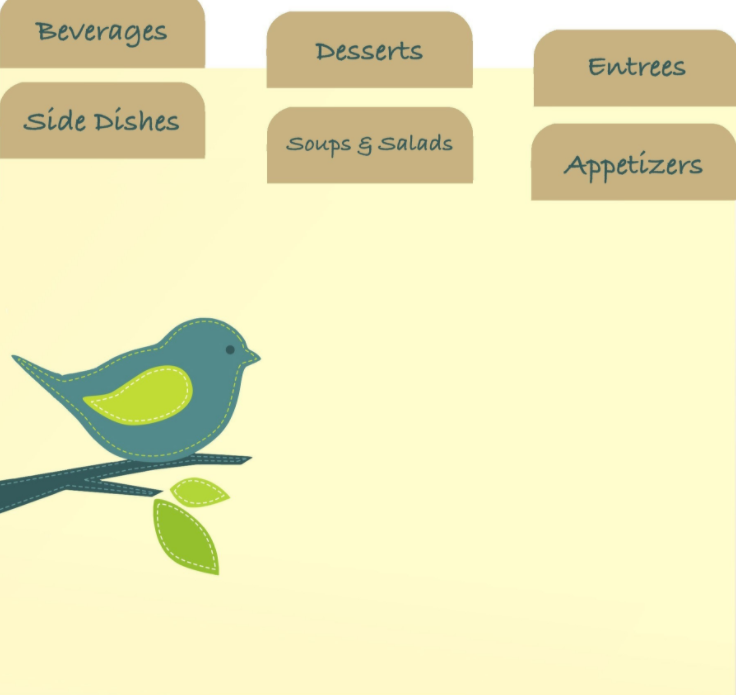 Beverages
Desserts
Entrees
Side Dishes
Soups & Salads
Appetizers